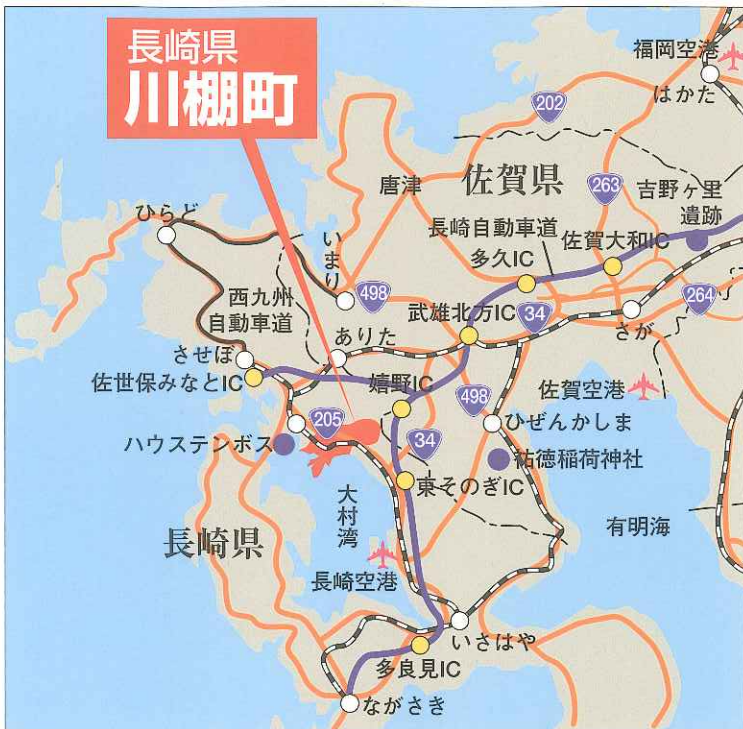 長崎県
川棚町
福岡空港
はかた
202
唐津
佐賀県
263
吉野ヶ里
遺跡
ひらど
いまり
長崎自動車道
多久IC
佐賀大和IC
498
西九州
自動車道
武雄北方IC
34
264
ありた
させぼ
さが
佐世保みなとIC
嬉野IC
498
佐賀空港
205
ひぜんかしま
ハウステンボス
34
祐徳稲荷神社
東そのぎIC
大村湾
長崎県
有明海
長崎空港
いさはや
多良見IC
ながさき